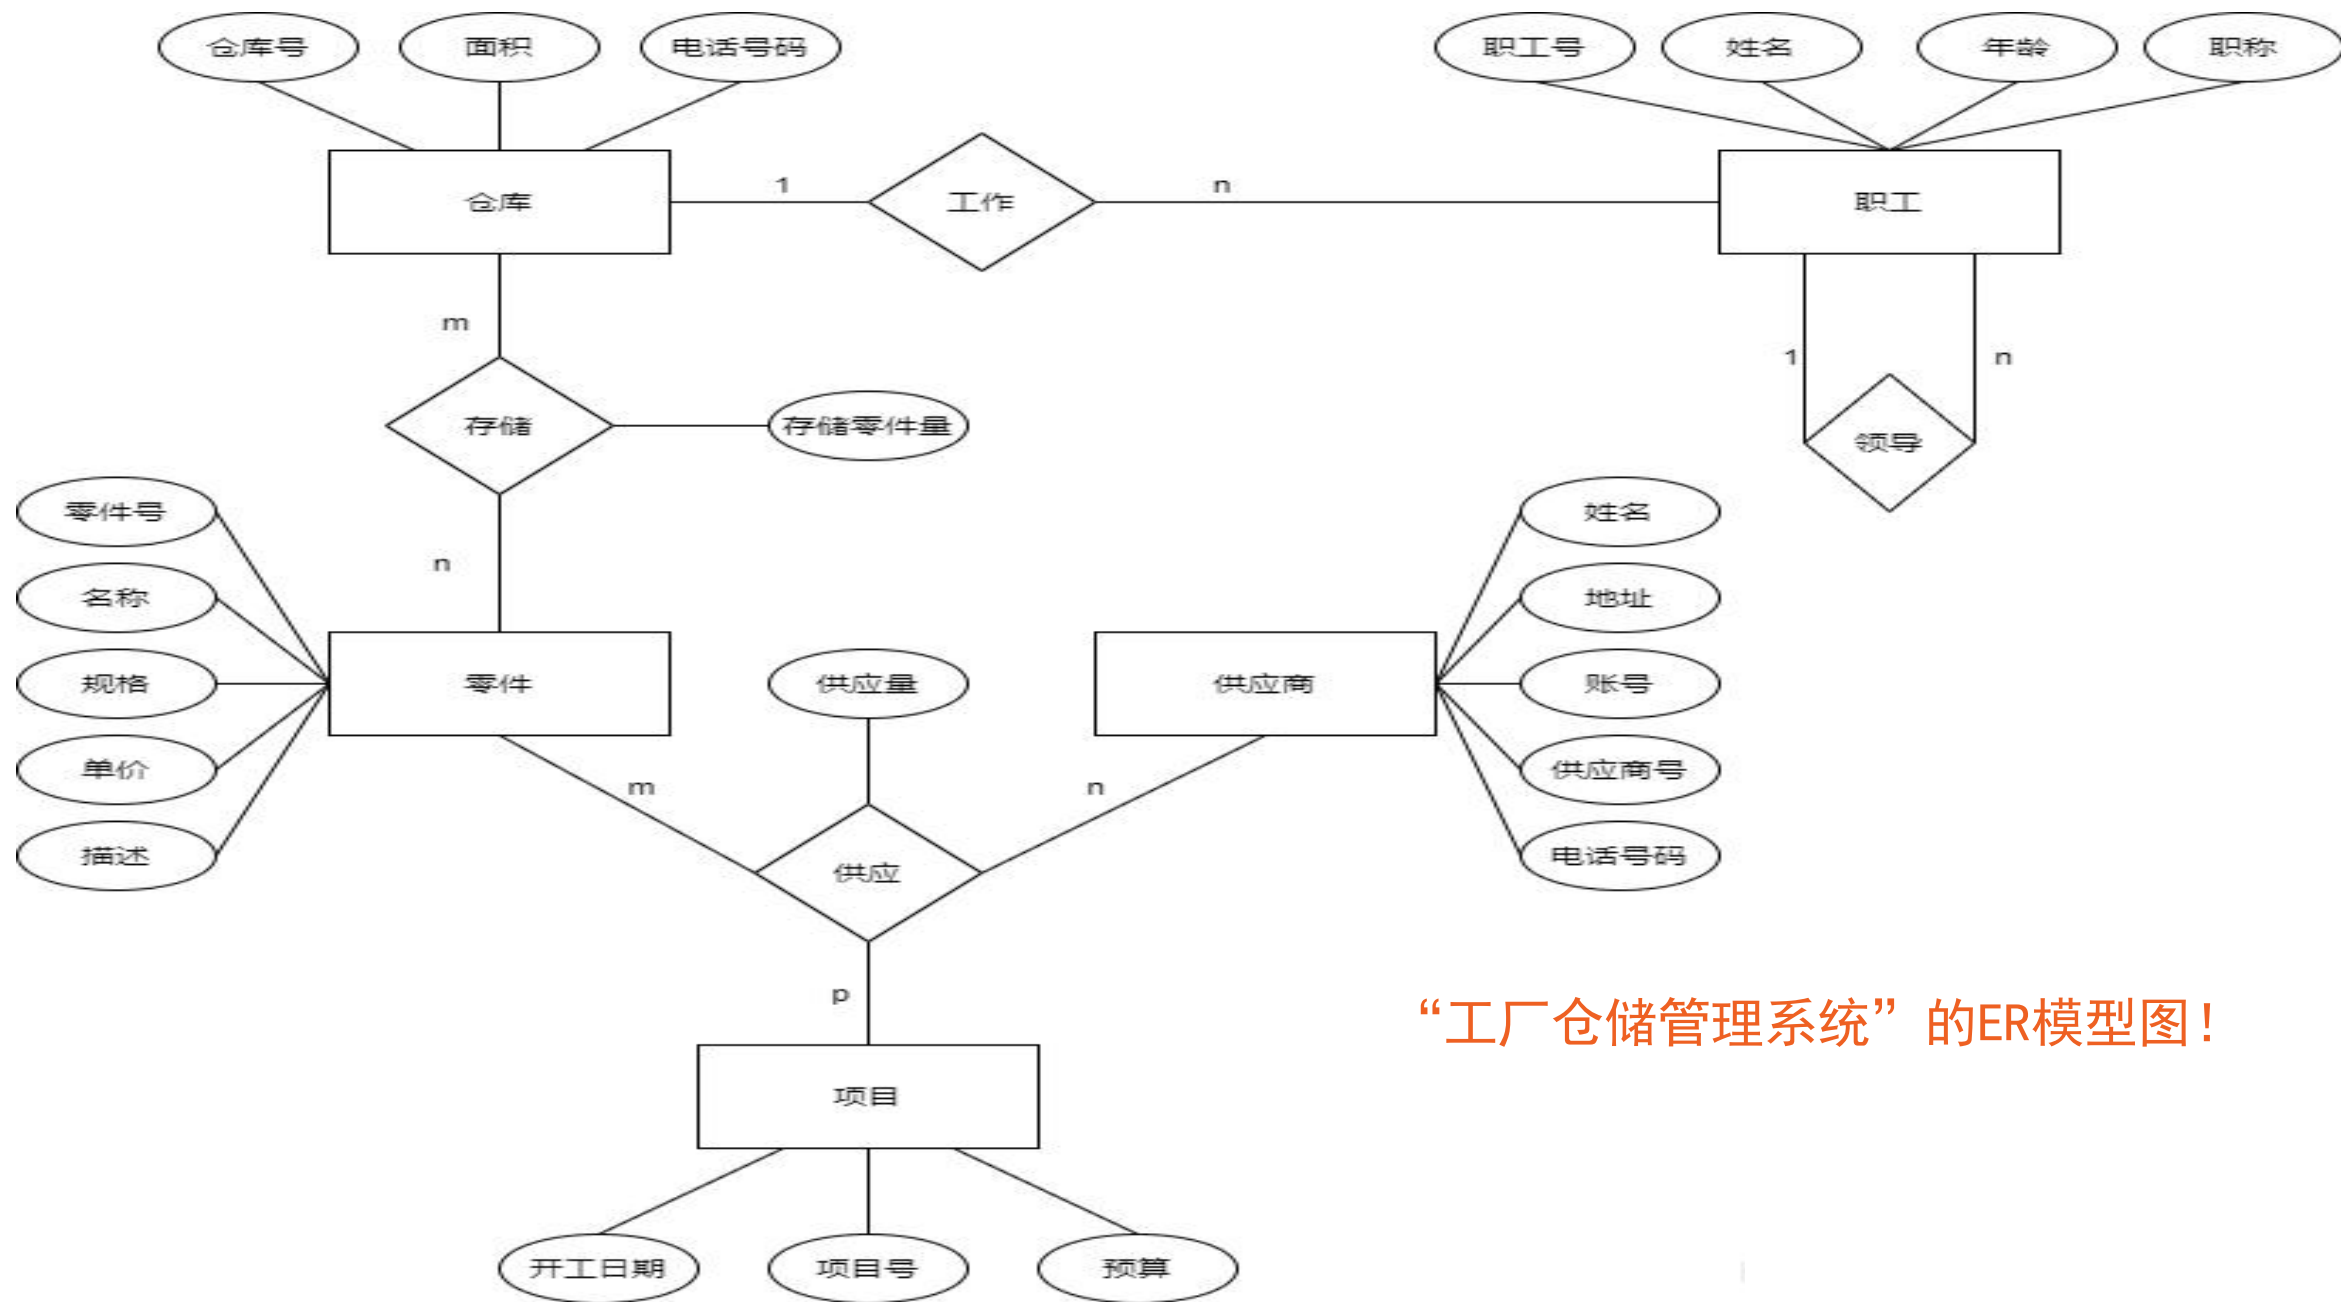 仓库号
面积
电话号码
职工号
姓名
年龄
职称
仓库
1
工作
n
职工
m
1
n
存储
存储零件量
领导
零件号
姓名
n
名称
地址
规格
零件
供应量
供应商
账号
单价
m
n
供应商号
描述
供应
电话号码
p
“工厂仓储管理系统”的ER模型图!
项目
开工日期
项目号
预算